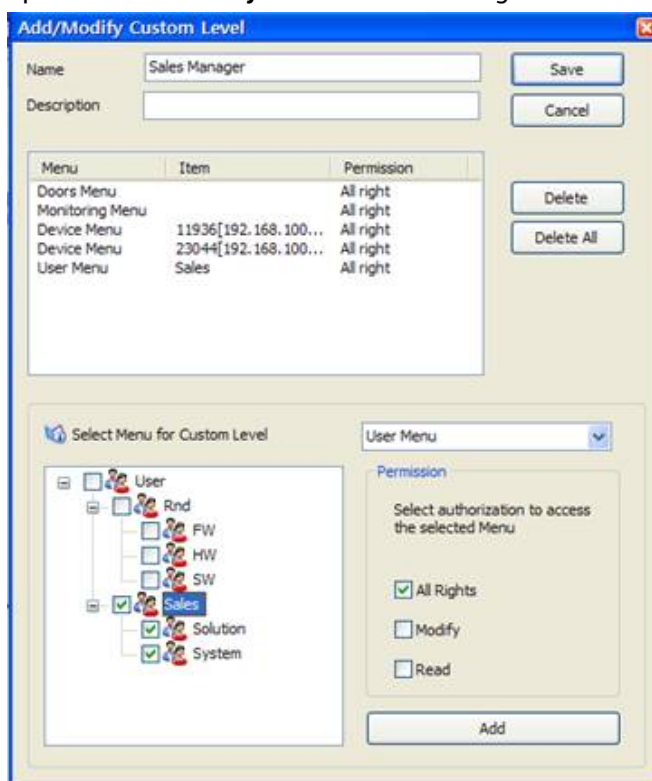 Add/Modify Custom Level
Name Sales Manager Save
Description Cancel
Menu Item Permission
Doors Menu All right
Monitoring Menu All right
Device Menu 11936[192.168.100... All right
Device Menu 23044[192.168.100... All right
User Menu Sales All right
Delete
Delete All
Select Menu for Custom Level User Menu
User
Rnd
FW
HW
SW
Sales
Solution
System
Permission
Select authorization to access
the selected Menu
All Rights
Modify
Read
Add